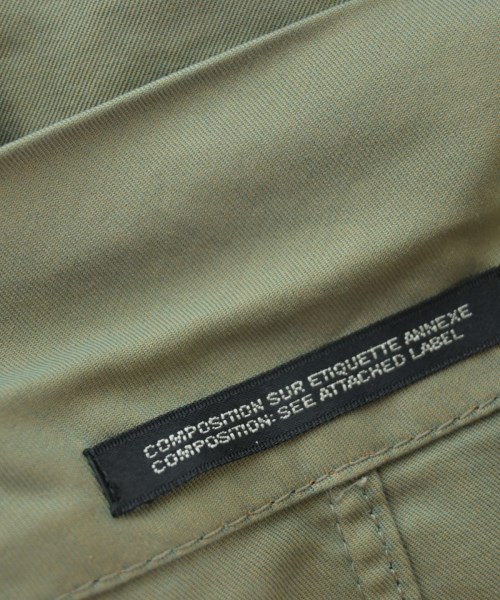 COMPOSITION SUR ETIQUETTE ANNEXE
COMPOSITION: SEE ATTACHED LABEL